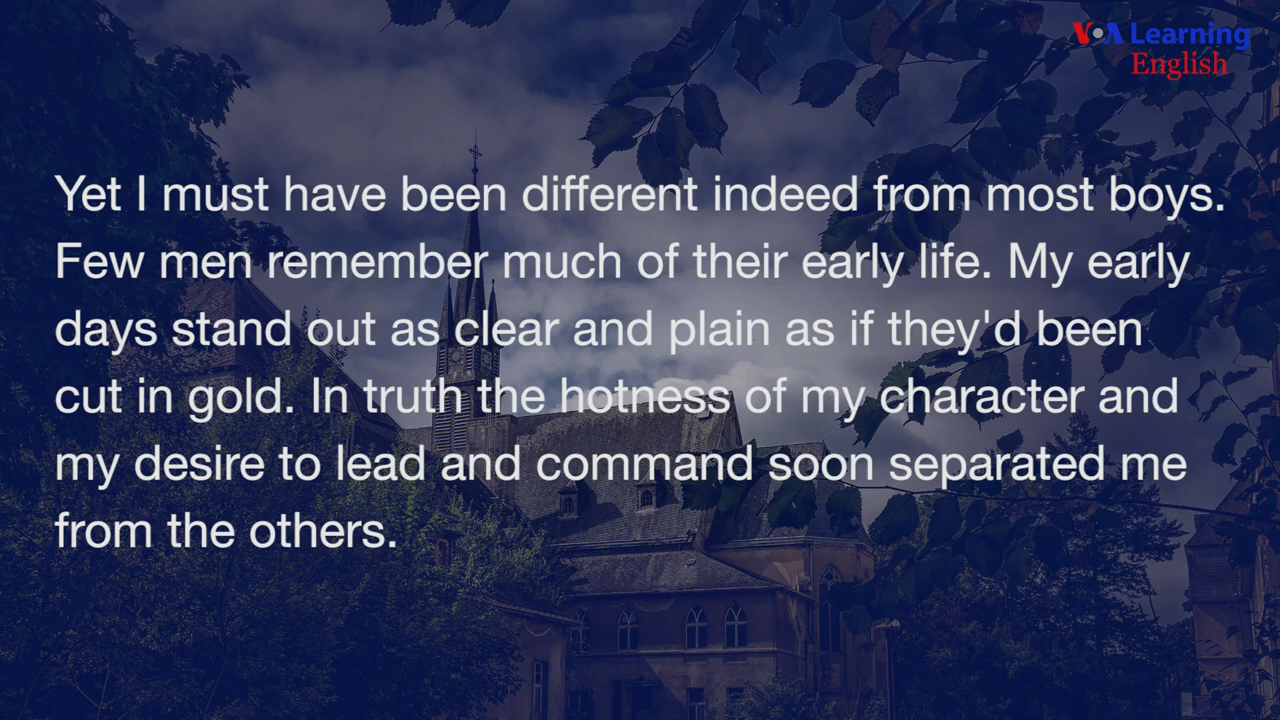 VOA Learning
English
Yet I must have been different indeed from most boys.
Few men remember much of their early life. My early
days stand out as clear and plain as if they'd been
cut in gold. In truth the hotness of my character and
my desire to lead and command soon separated me
from the others.